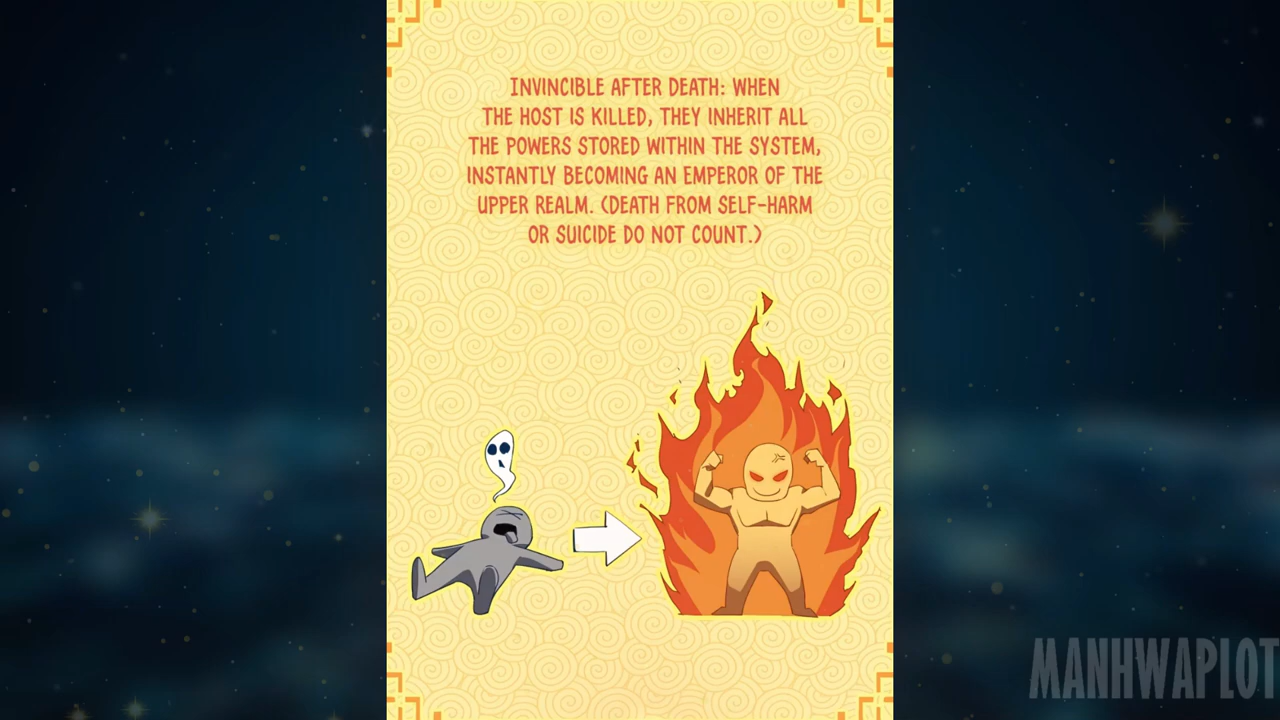 INVINCIBLE AFTER DEATH: WHEN
THE HOST IS KILLED, THEY INHERIT ALL
THE POWERS STORED WITHIN THE SYSTEM,
INSTANTLY BECOMING AN EMPEROR OF THE
UPPER REALM. (DEATH FROM SELF-HARM
OR SUICIDE DO NOT COUNT.)
MANHWAPLOT